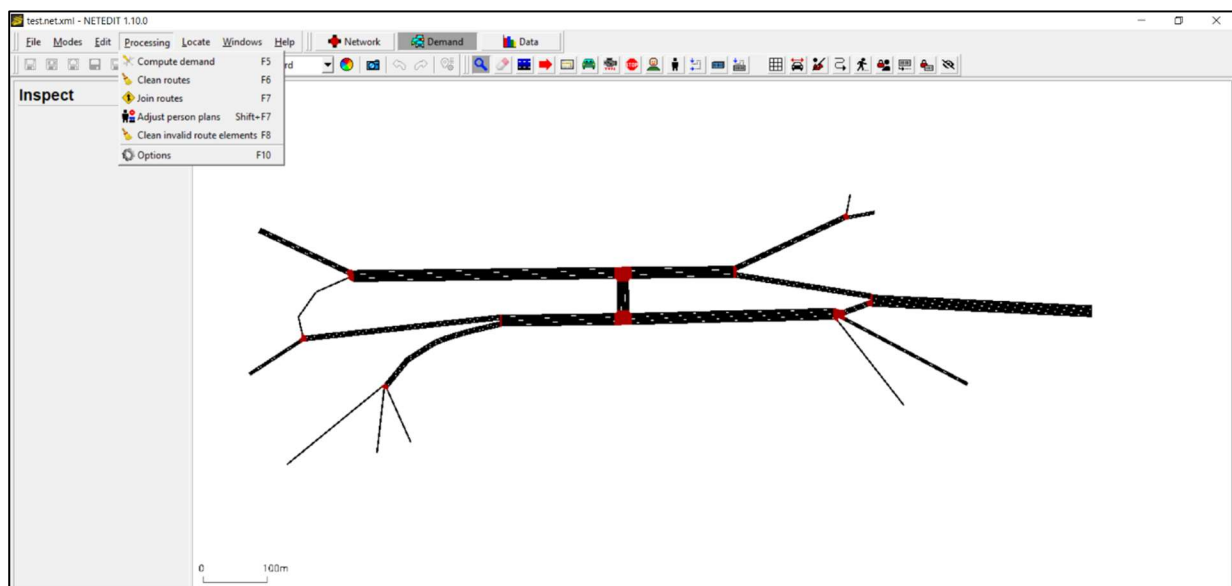 test.net.xml - NETEDIT 1.10.0
File Modes Edit Processing Locate Windows Help Network Demand Data
Compute demand F5
Clean routes F6
Join routes F7
Adjust person plans Shift+F7
Clean invalid route elements F8
Options F10
rd
Inspect
0 100m